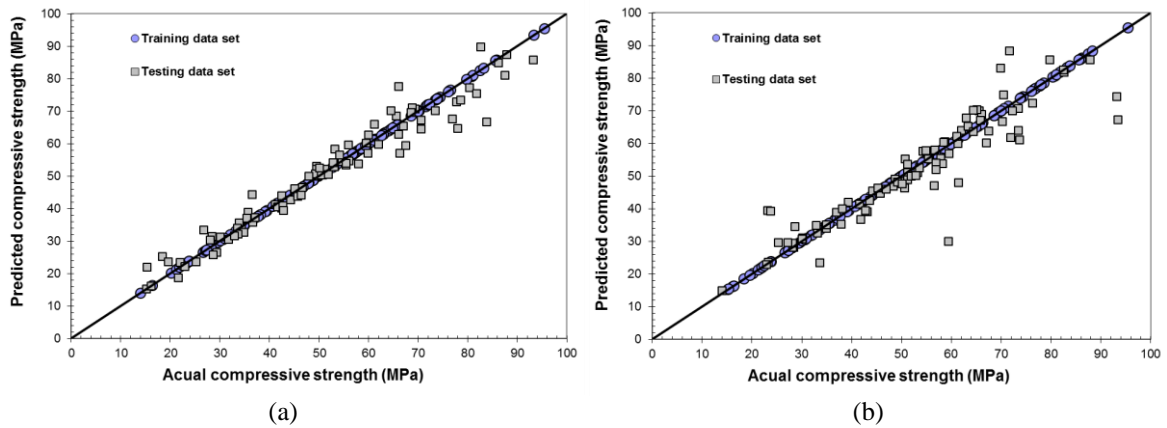 100
90
80
70
60
50
40
30
20
10
0
Predicted compressive strength (MPa)
Training data set
Testing data set
0 10 20 30 40 50 60 70 80 90 100
Acual compressive strength (MPa)
(a)
100
90
80
70
60
50
40
30
20
10
0
Predicted compressive strength (MPa)
Training data set
Testing data set
0 10 20 30 40 50 60 70 80 90 100
Acual compressive strength (MPa)
(b)